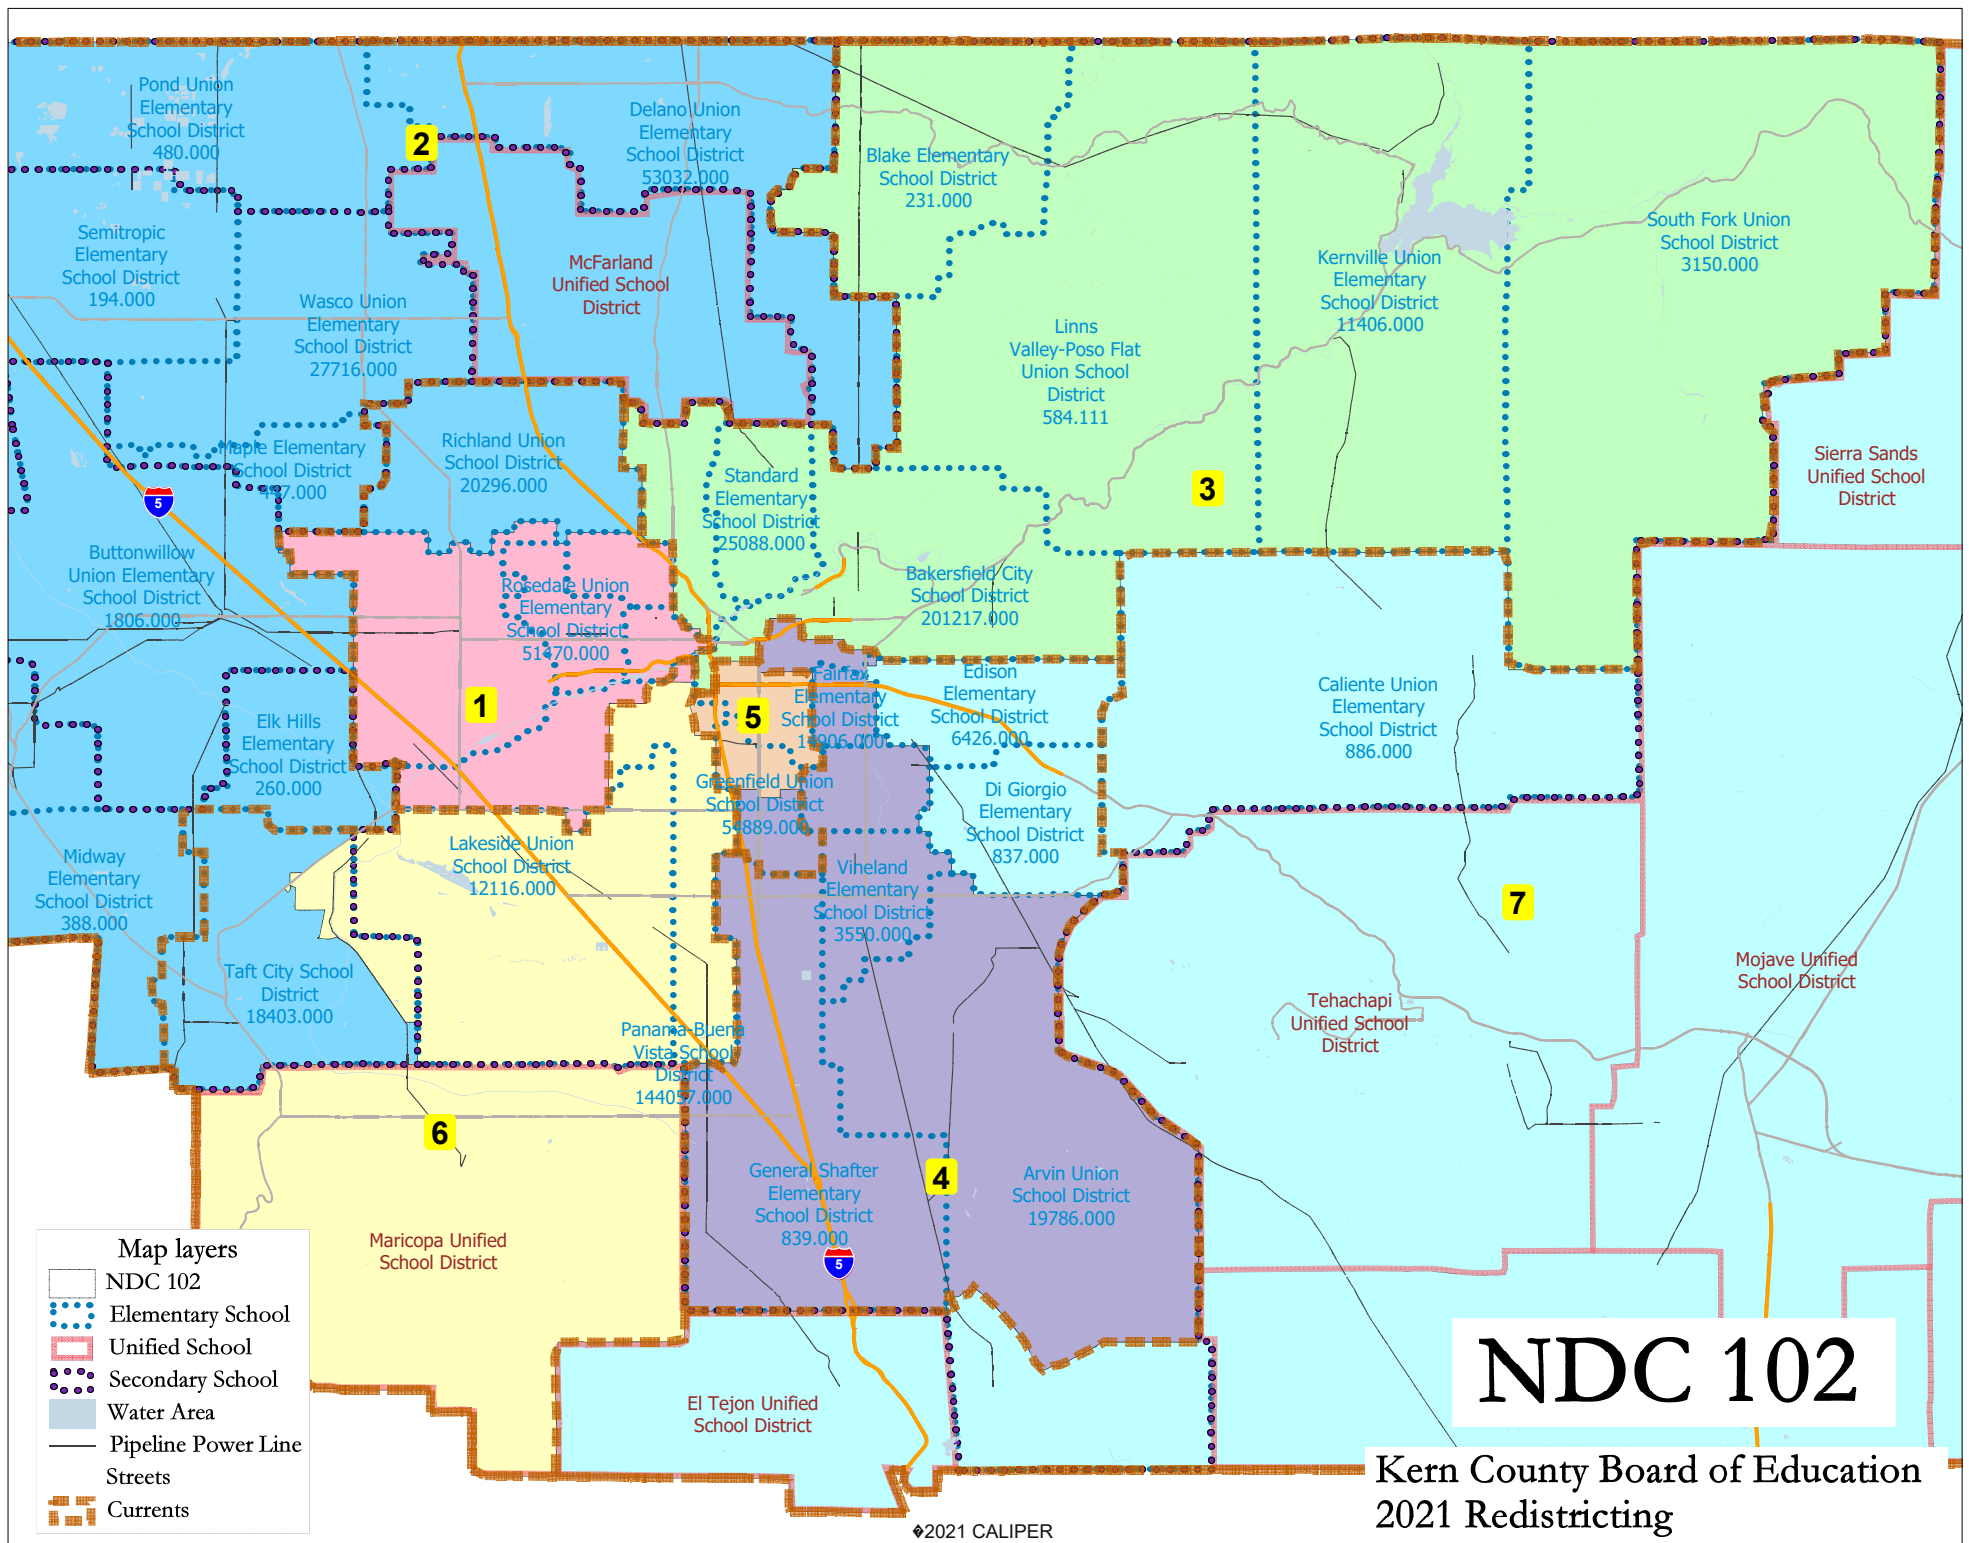 Pond Union
Elementary
School District
480.000
2
Delano Union
Elementary
School District
53032.000
Blake Elementary
School District
231.000
Semitropic
Elementary
School District
194.000
McFarland
Unified School
District
Kernville Union
Elementary
School District
11406.000
South Fork Union
School District
3150.000
Wasco Union
Elementary
School District
27716.000
Linns
Valley-Poso Flat
Union School
District
584.111
Maple Elementary
School District
Richland Union
School District
20296.000
Standard
Elementary
School District
25088.000
3
Sierra Sands
Unified School
District
5
Buttonwillow
Union Elementary
School District
1806.000
Rosedale Union
Elementary
School District
51470.000
Bakersfield City
School District
201217.000
1
5
Fairfax
Elementary
School District
Edison
Elementary
School District
6426.000
Caliente Union
Elementary
School District
886.000
Elk Hills
Elementary
School District
260.000
Greenfield Union
School District
54889.000
Di Giorgio
Elementary
School District
837.000
Midway
Elementary
School District
388.000
Lakeside Union
School District
12116.000
Vineland
Elementary
School District
3550.000
7
Taft City School
District
18403.000
Panama-Buena
Vista School
District
144057.000
Tehachapi
Unified School
District
Mojave Unified
School District
6
General Shafter
Elementary
School District
839.000
4
Arvin Union
School District
19786.000
5
Maricopa Unified
School District
El Tejon Unified
School District
Map layers
NDC 102
Elementary School
Unified School
Secondary School
Water Area
Pipeline Power Line
Streets
Currents
NDC 102
Kern County Board of Education
2021 Redistricting
�2021 CALIPER